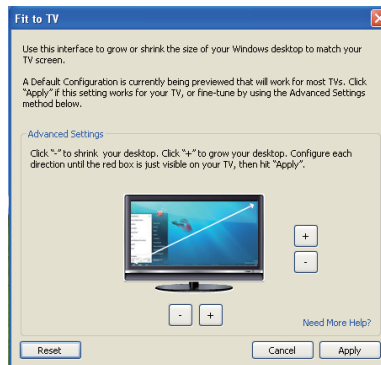 Fit to TV
Use this interface to grow or shrink the size of your Windows desktop to match your
TV screen.
A Default Configuration is currently being previewed that will work for most TVs. Click
"Apply" if this setting works for your TV, or fine-tune by using the Advanced Settings
method below.
Advanced Settings
Click "-" to shrink your desktop. Click "+" to grow your desktop. Configure each
direction until the red box is just visible on your TV, then hit "Apply".
+
-
- +
Need More Help?
Reset Cancel Apply